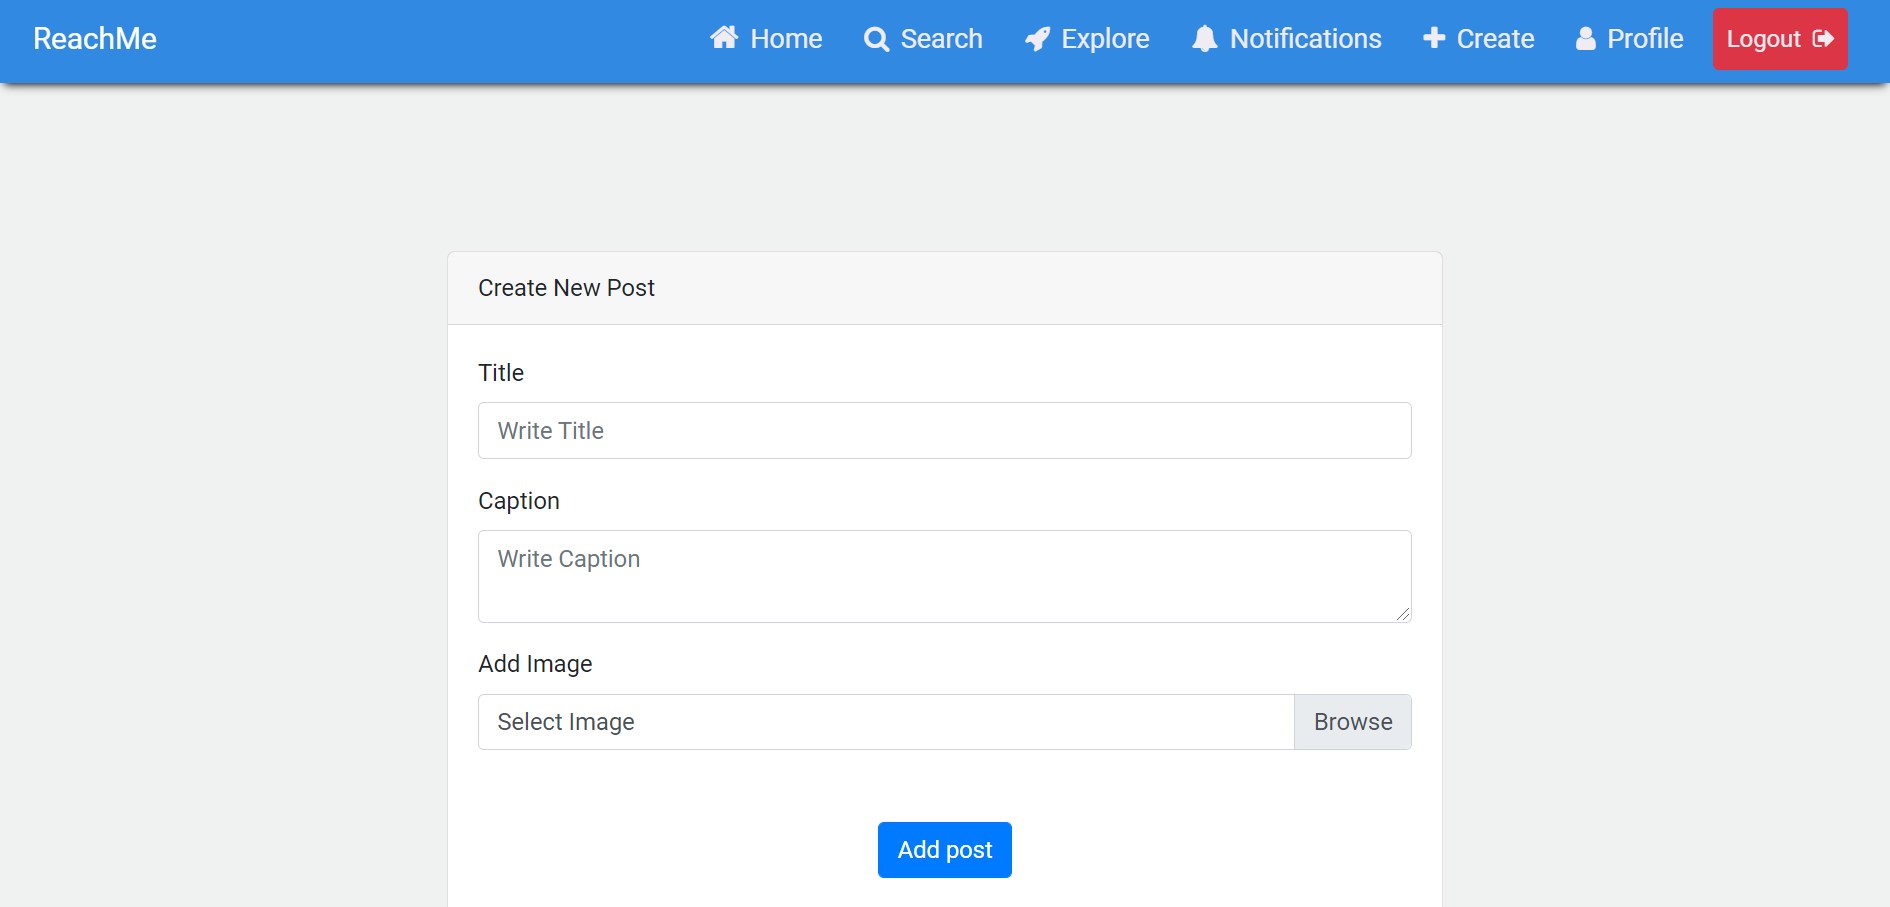 ReachMe Home Search Explore Notifications Create Profile Logout
Create New Post
Title
Write Title
Caption
Write Caption
Add Image
Select Image Browse
Add post